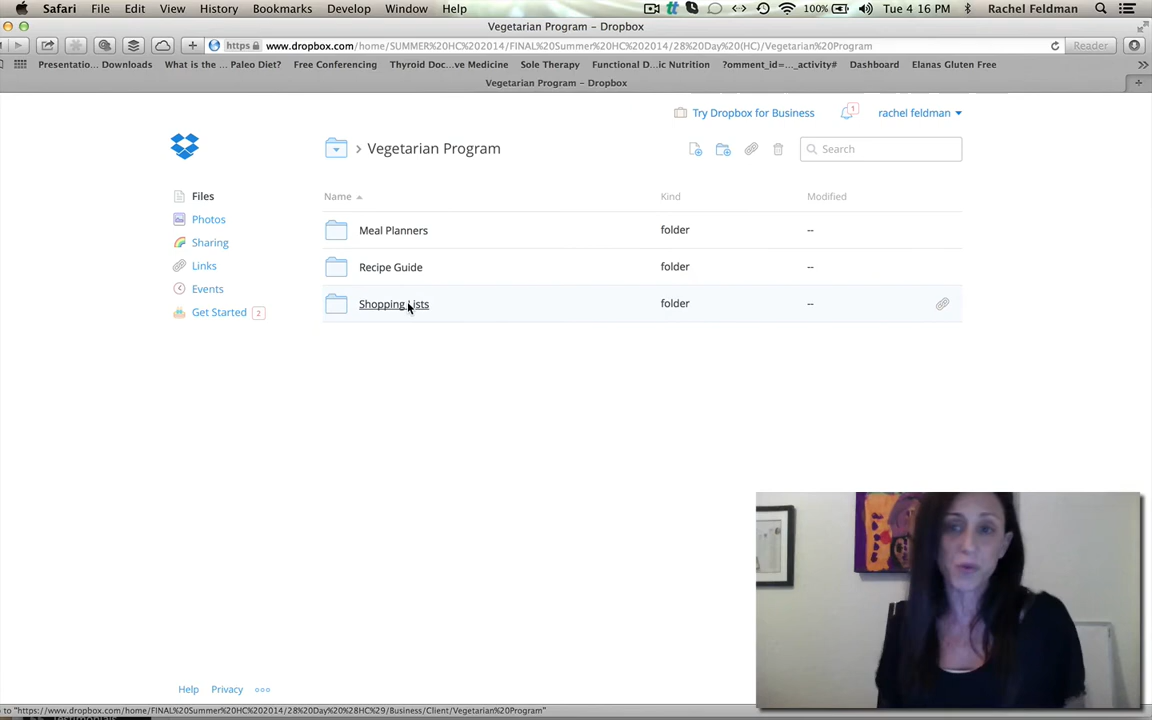 Safari File Edit View History Bookmarks Develop Window Help 100% Tue 4 16 PM Rachel Feldman
Vegetarian Program – Dropbox
https www.dropbox.com/home/SUMMER%20HC%202014/FINAL%20Summer%20HC%202014/28%20Day%20(HC)/Vegetarian%20Program Reader
Presentatio... Downloads What is the ... Paleo Diet? Free Conferencing Thyroid Doc...ve Medicine Sole Therapy Functional D...ic Nutrition ?omment_id=..._activity# Dashboard Elanas Gluten Free
Vegetarian Program – Dropbox
Try Dropbox for Business 1 rachel feldman
> Vegetarian Program Search
Files
Photos
Sharing
Links
Events
Get Started 2
Name Kind Modified
Meal Planners folder --
Recipe Guide folder --
Shopping Lists folder --
Help Privacy
to "https://www.dropbox.com/home/FINAL%20Summer%20HC%202014/28%20Day%20%28HC%29/Business/Client/Vegetarian%20Program"